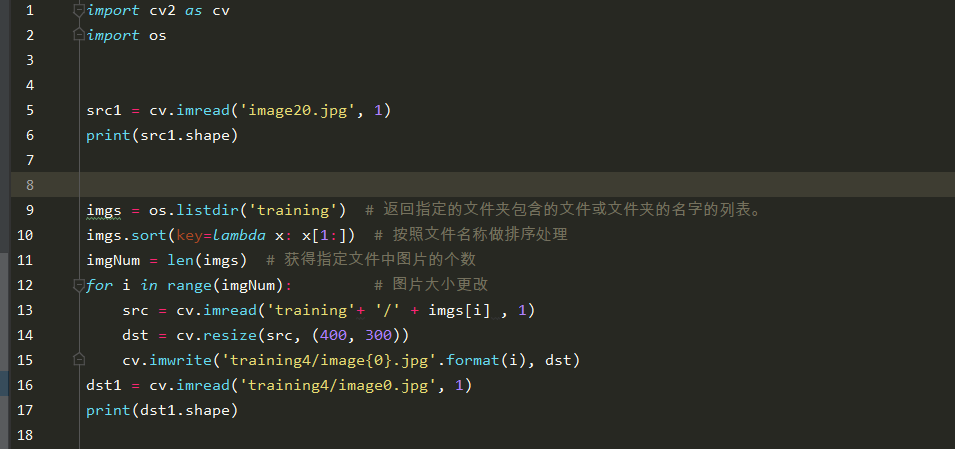 1 import cv2 as cv
2 import os
3
4
5 src1 = cv.imread('image20.jpg', 1)
6 print(src1.shape)
7
8
9 imgs = os.listdir('training')  # 返回指定的文件夹包含的文件或文件夹的名字的列表。
10 imgs.sort(key=lambda x: x[1:])  # 按照文件名称做排序处理
11 imgNum = len(imgs)  # 获得指定文件中图片的个数
12 for i in range(imgNum):         # 图片大小更改
13     src = cv.imread('training'+ '/' + imgs[i] , 1)
14     dst = cv.resize(src, (400, 300))
15     cv.imwrite('training4/image{0}.jpg'.format(i), dst)
16 dst1 = cv.imread('training4/image0.jpg', 1)
17 print(dst1.shape)
18